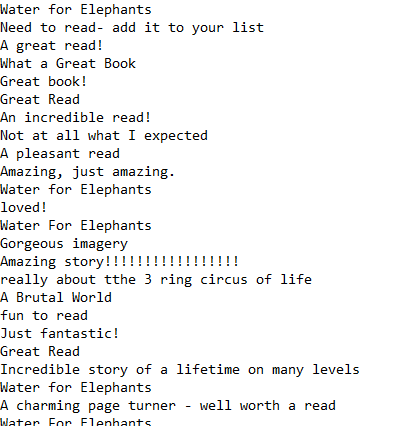 Water for Elephants
Need to read- add it to your list
A great read!
What a Great Book
Great book!
Great Read
An incredible read!
Not at all what I expected
A pleasant read
Amazing, just amazing.
Water for Elephants
loved!
Water For Elephants
Gorgeous imagery
Amazing story!!!!!!!!!!!!!!!!!
really about tthe 3 ring circus of life
A Brutal World
fun to read
Just fantastic!
Great Read
Incredible story of a lifetime on many levels
Water for Elephants
A charming page turner - well worth a read
Water For Elephants